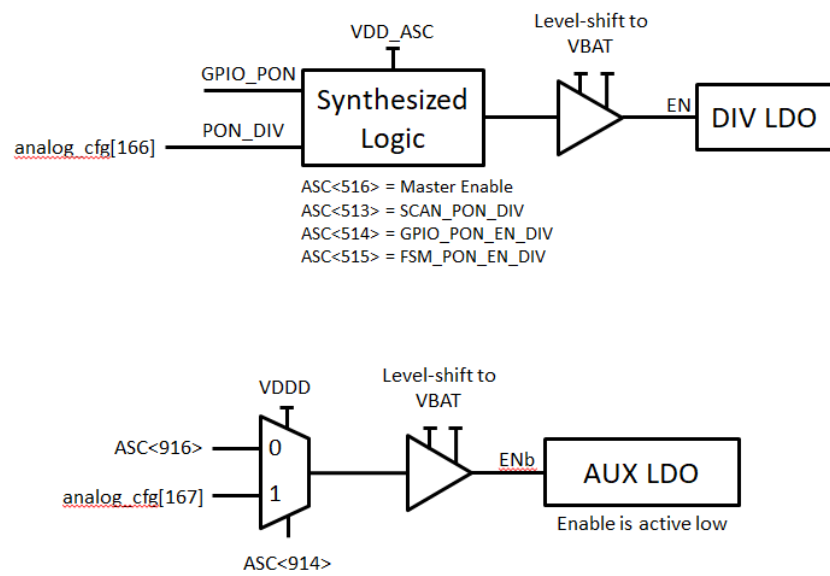 VDD_ASC
Level-shift to
VBAT
GPIO_PON
Synthesized
Logic
EN
DIV LDO
PON_DIV
analog_cfg[166]
ASC<516> = Master Enable
ASC<513> = SCAN_PON_DIV
ASC<514> = GPIO_PON_EN_DIV
ASC<515> = FSM_PON_EN_DIV
VDDD
Level-shift to
VBAT
ASC<916>
0
analog_cfg[167]
1
ENb
AUX LDO
Enable is active low
ASC<914>